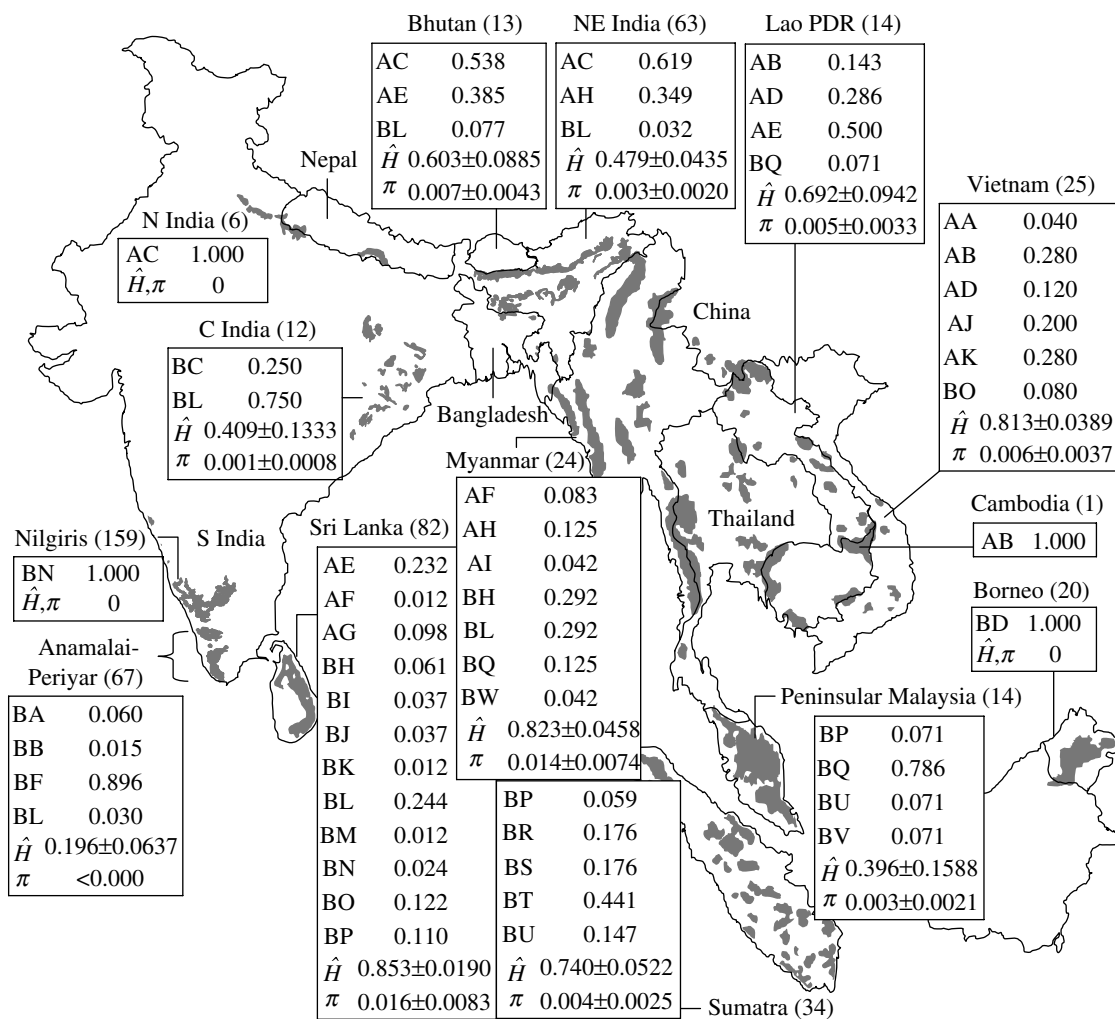 Bhutan (13)
AC 0.538
AE 0.385
BL 0.077
Ĥ 0.603±0.0885
π 0.007±0.0043
NE India (63)
AC 0.619
AH 0.349
BL 0.032
Ĥ 0.479±0.0435
π 0.003±0.0020
Lao PDR (14)
AB 0.143
AD 0.286
AE 0.500
BQ 0.071
Ĥ 0.692±0.0942
π 0.005±0.0033
Vietnam (25)
AA 0.040
AB 0.280
AD 0.120
AJ 0.200
AK 0.280
BO 0.080
Ĥ 0.813±0.0389
π 0.006±0.0037
Nepal
N India (6)
AC 1.000
Ĥ,π 0
China
C India (12)
BC 0.250
BL 0.750
Ĥ 0.409±0.1333
π 0.001±0.0008
Bangladesh
Myanmar (24)
AF 0.083
AH 0.125
AI 0.042
BH 0.292
BL 0.292
BQ 0.125
BW 0.042
Ĥ 0.823±0.0458
π 0.014±0.0074
Thailand
Cambodia (1)
AB 1.000
Nilgiris (159)
BN 1.000
Ĥ,π 0
S India
Sri Lanka (82)
AE 0.232
AF 0.012
AG 0.098
BH 0.061
BI 0.037
BJ 0.037
BK 0.012
BL 0.244
BM 0.012
BN 0.024
BO 0.122
BP 0.110
Ĥ 0.853±0.0190
π 0.016±0.0083
Borneo (20)
BD 1.000
Ĥ,π 0
Anamalai-
Periyar (67)
BA 0.060
BB 0.015
BF 0.896
BL 0.030
Ĥ 0.196±0.0637
π <0.000
Peninsular Malaysia (14)
BP 0.071
BQ 0.786
BU 0.071
BV 0.071
Ĥ 0.396±0.1588
π 0.003±0.0021
BP 0.059
BR 0.176
BS 0.176
BT 0.441
BU 0.147
Ĥ 0.740±0.0522
π 0.004±0.0025
Sumatra (34)